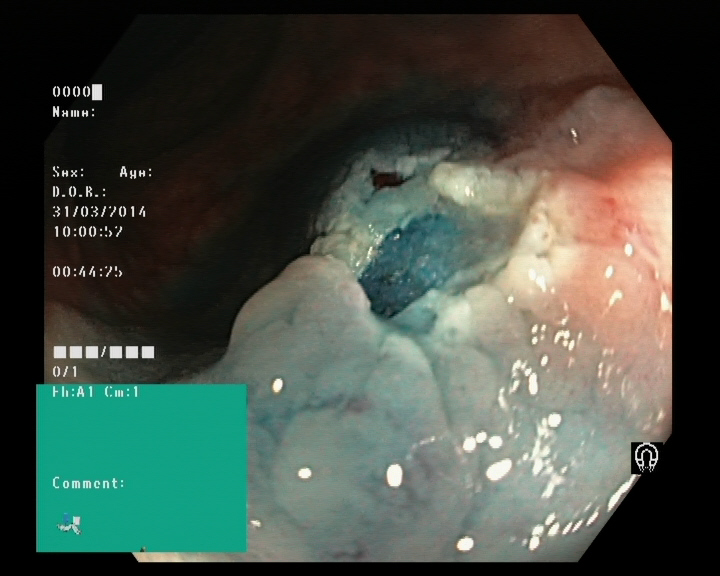 0000
Name:
Sex: Age:
D.O.B.:
31/03/2014
10:00:52
00:44:25
■■■/■■■
0/1
Eh:A1 Cm:1
Comment: